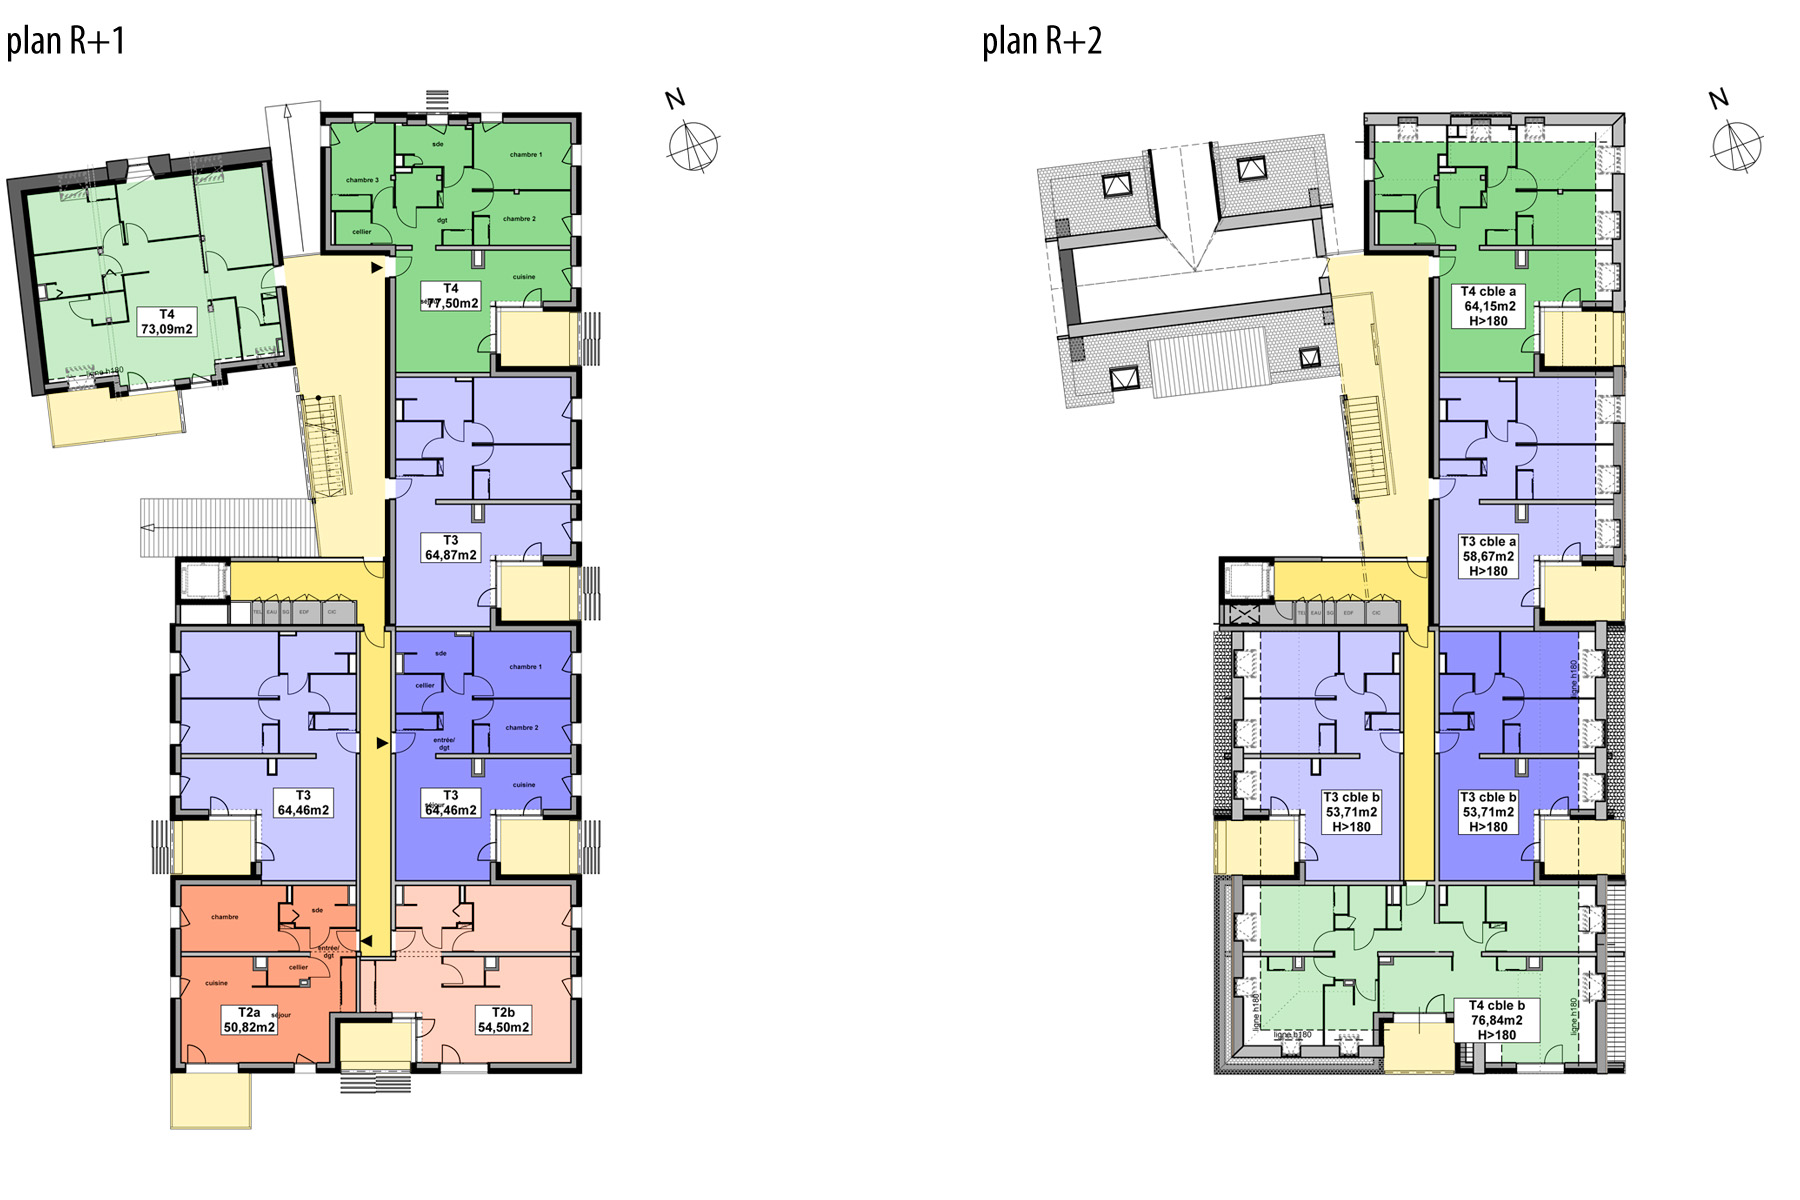 plan R+1
N
sde
chambre 1
chambre 3
chambre 2
dgt
cellier
cuisine
T4
77,50m2
T4
73,09m2
ligne h180
T3
64,87m2
TEL EAU SG EDF CIC
sde
chambre 1
cellier
chambre 2
entrée/
dgt
cuisine
séjour
T3
64,46m2
T3
64,46m2
chambre
sde
entrée/
dgt
cellier
cuisine
séjour
T2a
50,82m2
T2b
54,50m2
plan R+2
N
T4 cble a
64,15m2
H>180
T3 cble a
58,67m2
H>180
TEL EAU SG EDF CIC
ligne h180
T3 cble b
53,71m2
H>180
T3 cble b
53,71m2
H>180
ligne h180
ligne h180
ligne h180
T4 cble b
76,84m2
H>180